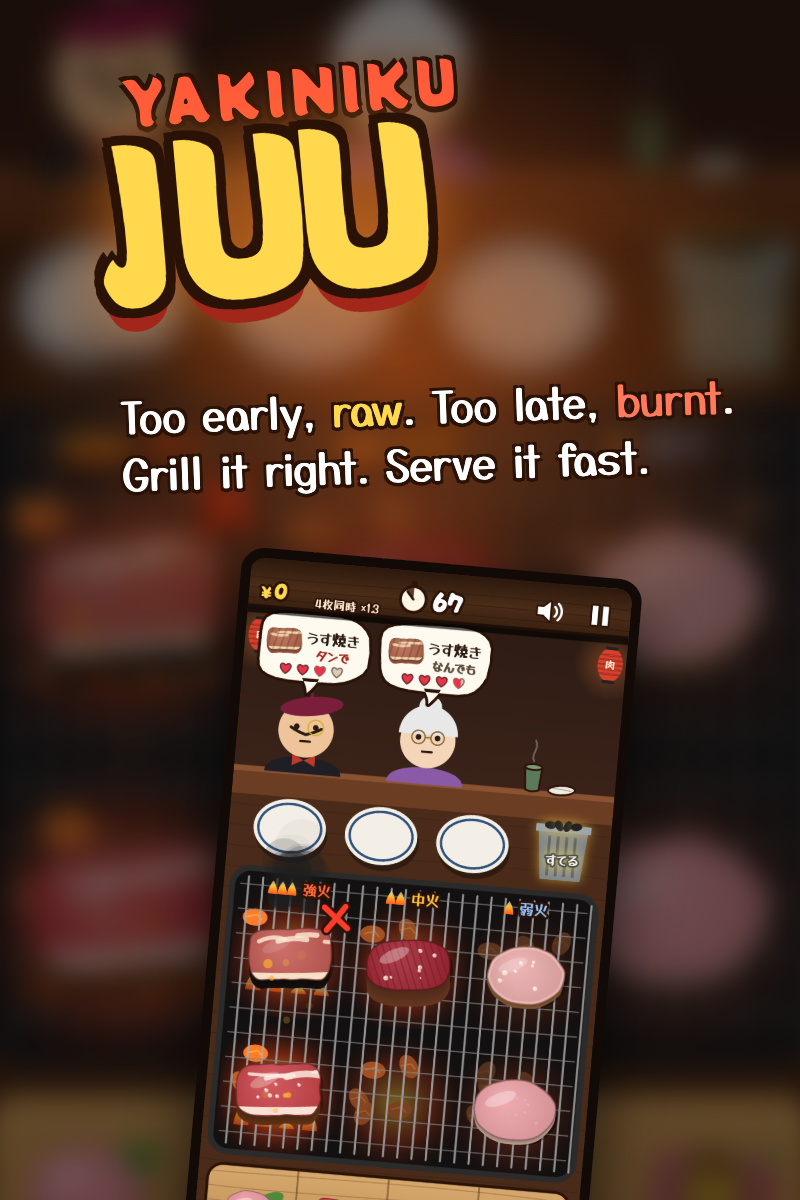 YAKINIKU
JUU
Too early, raw. Too late, burnt.
Grill it right. Serve it fast.
¥0
4枚同時 ×1.3
67
うす焼き
タンで
うす焼き
なんでも
肉
すてる
強火
中火
弱火